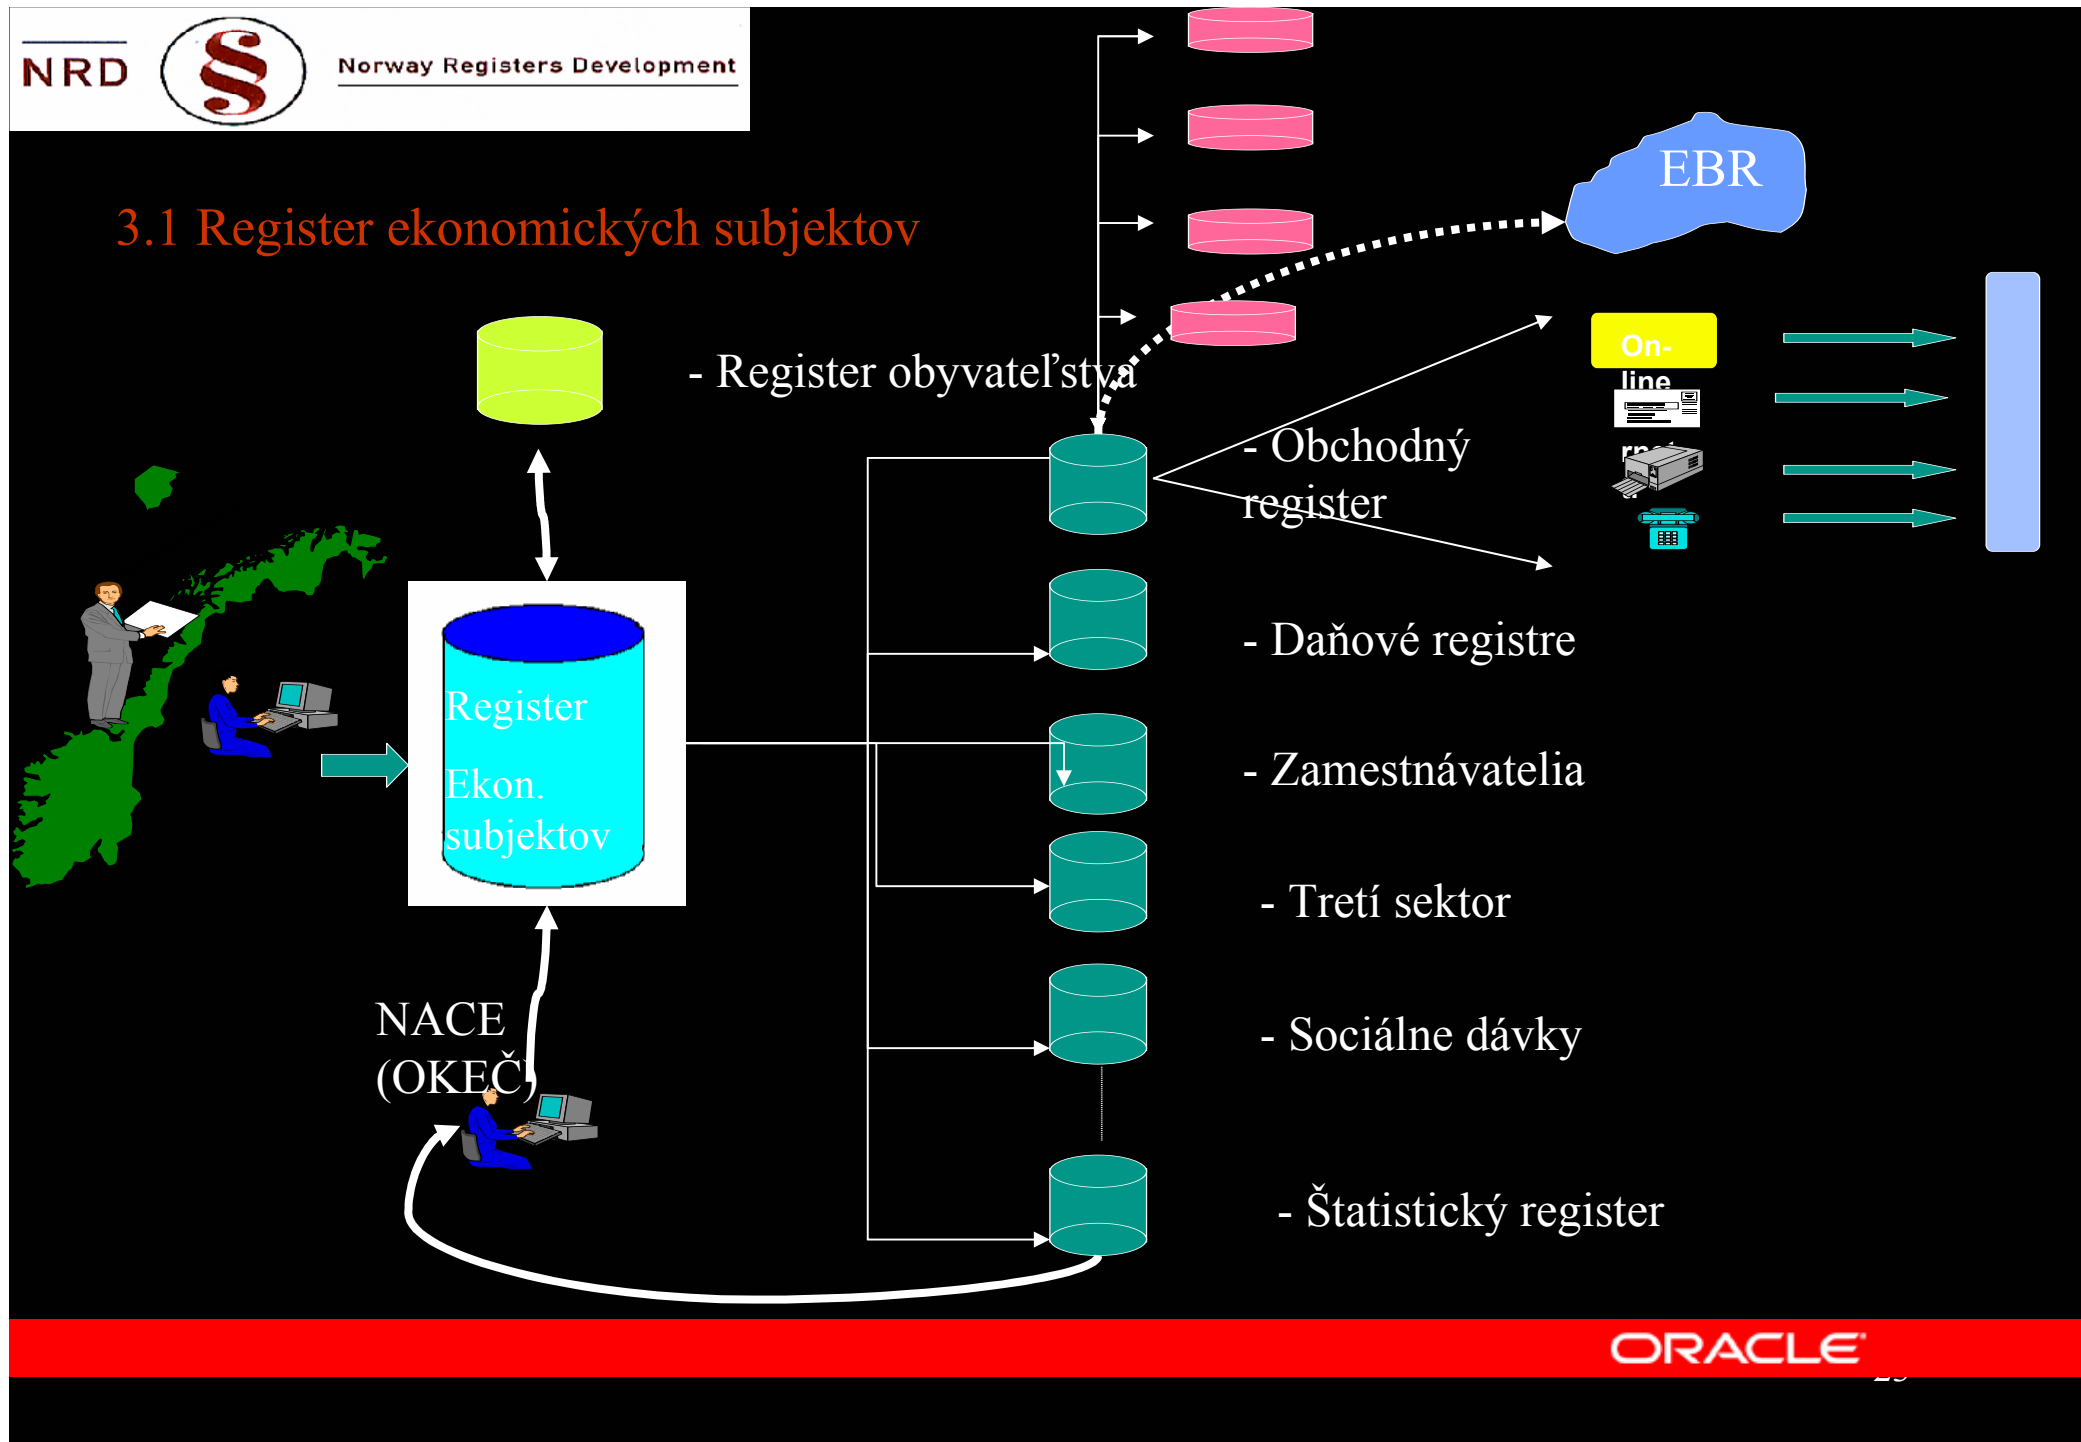 NRD
Norway Registers Development
EBR
3.1 Register ekonomických subjektov
On-
line
- Register obyvateľstva
- Obchodný
register
- Daňové registre
Register
Ekon.
subjektov
- Zamestnávatelia
- Tretí sektor
NACE
(OKEČ)
- Sociálne dávky
- Štatistický register
ORACLE